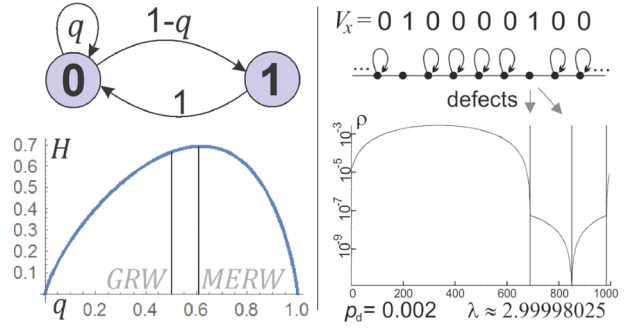 q
1-q
0
1
1
0.7
H
0.6
0.5
0.4
0.3
0.2
0.1
GRW
MERW
q
0.2
0.4
0.6
0.8
1.0
Vₓ = 0 1 0 0 0 0 1 0 0
... ...
defects
ρ
10⁻³
10⁻⁵
10⁻⁷
10⁻⁹
0 200 400 600 800 1000
p_d = 0.002 λ ≈ 2.99998025